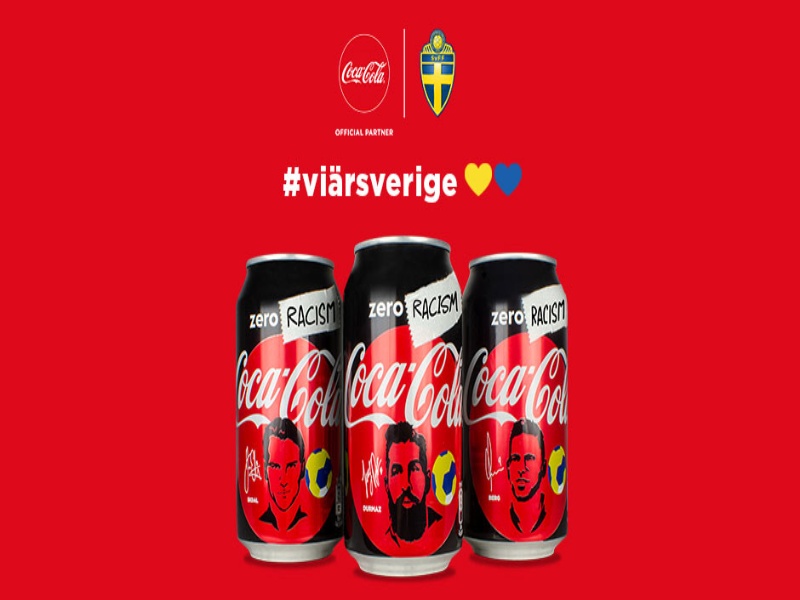 Coca-Cola
SvFF
OFFICIAL PARTNER
#viärsverige
zero RACISM
Coca-Cola
zero RACISM
Coca-Cola
zero RACISM
Coca-Cola
DURMAZ
BERG